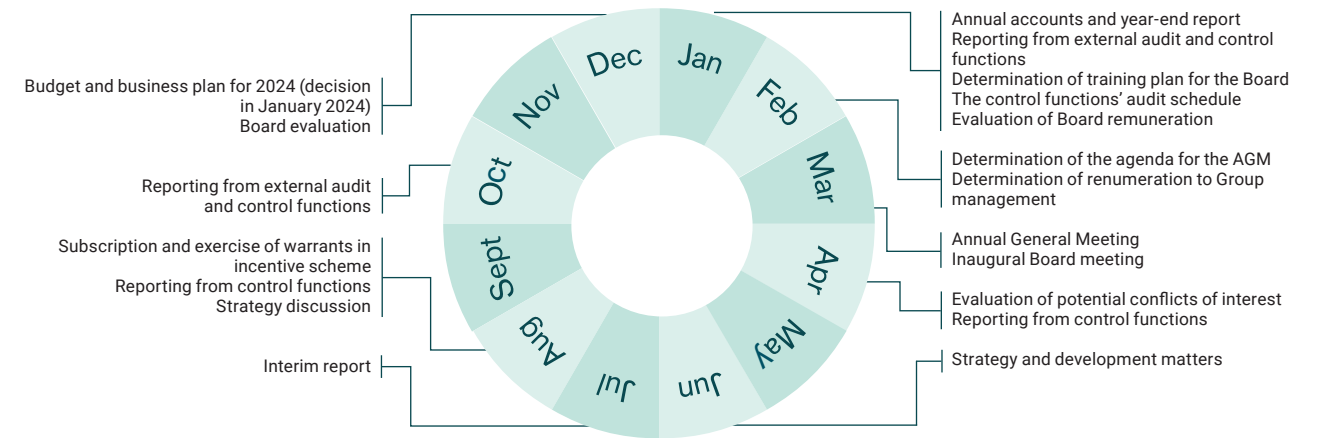 Dec
Jan
Feb
Mar
Apr
May
Jun
Jul
Aug
Sept
Oct
Nov
Annual accounts and year-end report
Reporting from external audit and control
functions
Determination of training plan for the Board
The control functions’ audit schedule
Evaluation of Board remuneration
Determination of the agenda for the AGM
Determination of renumeration to Group
management
Annual General Meeting
Inaugural Board meeting
Evaluation of potential conflicts of interest
Reporting from control functions
Strategy and development matters
Budget and business plan for 2024 (decision
in January 2024)
Board evaluation
Reporting from external audit
and control functions
Subscription and exercise of warrants in
incentive scheme
Reporting from control functions
Strategy discussion
Interim report